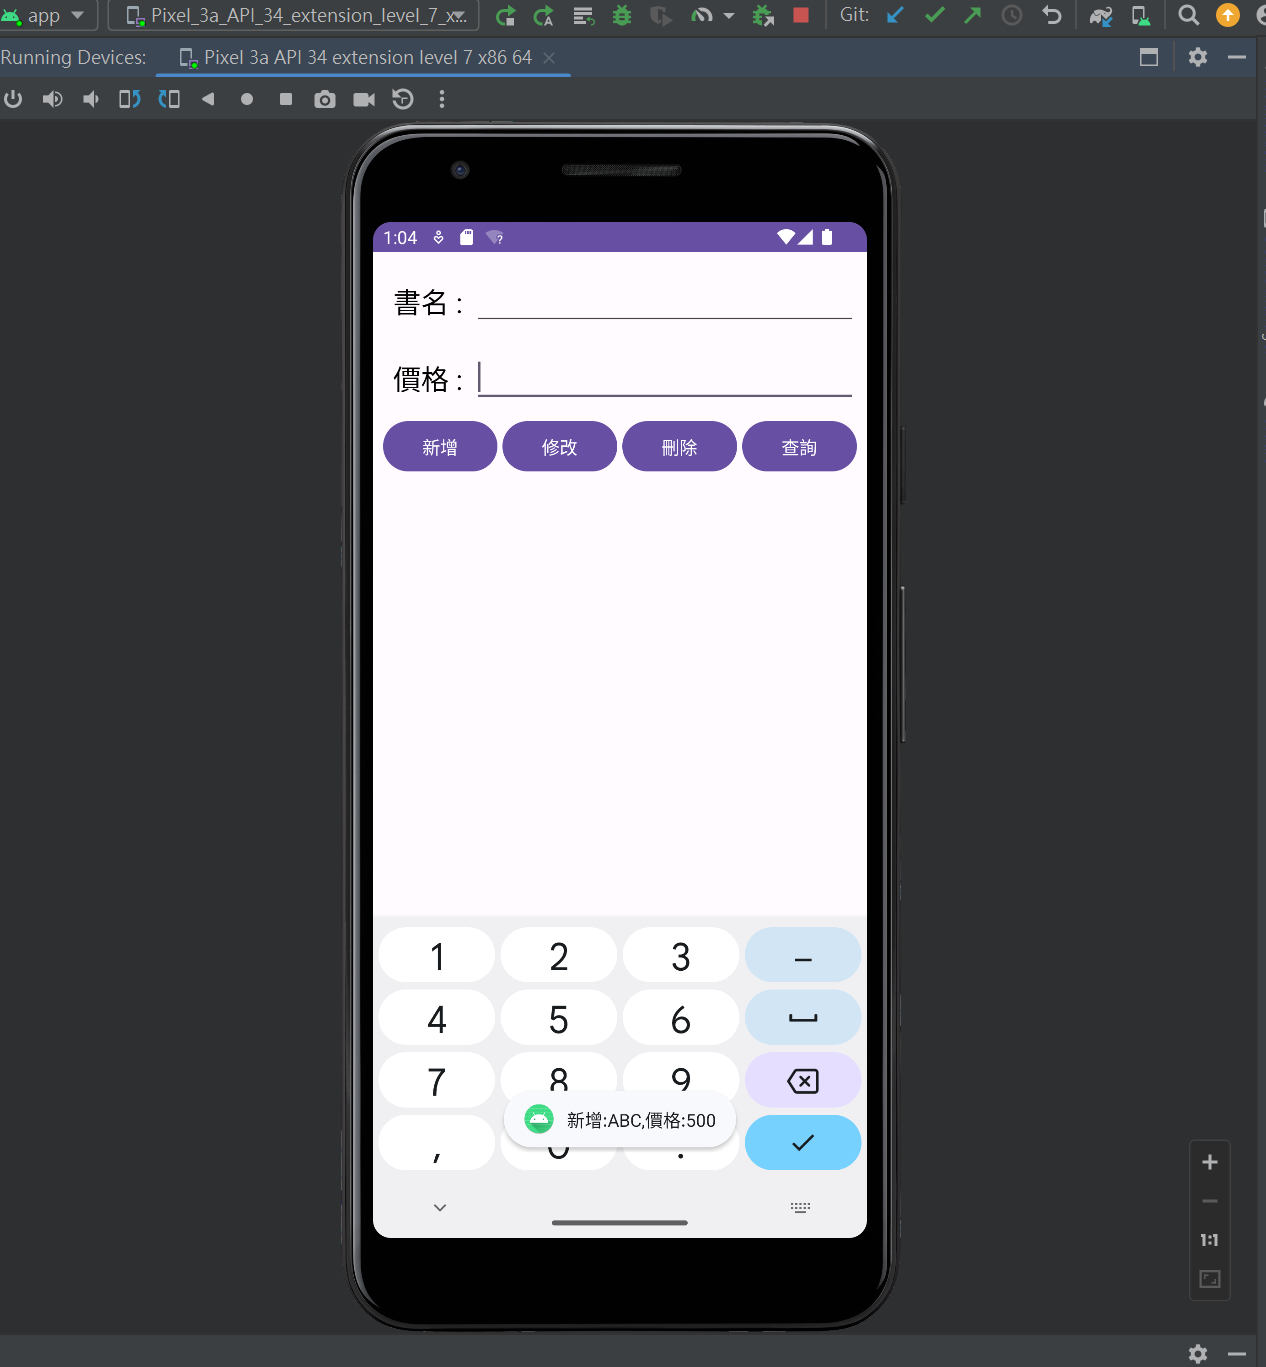 app Pixel_3a_API_34_extension_level_7_x... Git:
Running Devices: Pixel 3a API 34 extension level 7 x86 64
1:04
書名：
價格：
新增 修改 刪除 查詢
1 2 3 –
4 5 6
7 8 9
, 0 .
新增:ABC,價格:500
1:1